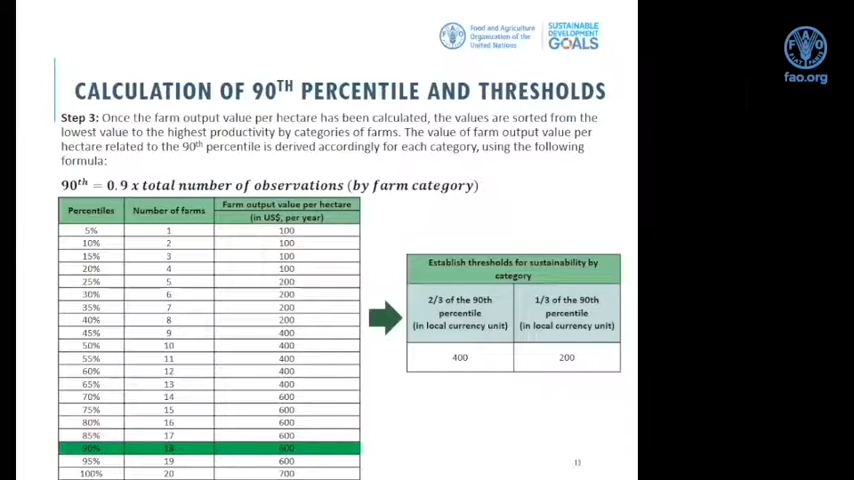 Food and Agriculture
Organization of the
United Nations
SUSTAINABLE
DEVELOPMENT
GOALS
FAO
FIAT PANIS
fao.org
CALCULATION OF 90TH PERCENTILE AND THRESHOLDS
Step 3: Once the farm output value per hectare has been calculated, the values are sorted from the
lowest value to the highest productivity by categories of farms. The value of farm output value per
hectare related to the 90th percentile is derived accordingly for each category, using the following
formula:
90th = 0.9 x total number of observations (by farm category)
Percentiles Number of farms Farm output value per hectare
(in US$, per year)
5% 1 100
10% 2 100
15% 3 100
20% 4 100
25% 5 200
30% 6 200
35% 7 200
40% 8 200
45% 9 400
50% 10 400
55% 11 400
60% 12 400
65% 13 400
70% 14 600
75% 15 600
80% 16 600
85% 17 600
90% 18 600
95% 19 600
100% 20 700
Establish thresholds for sustainability by
category
2/3 of the 90th
percentile
(in local currency unit)
1/3 of the 90th
percentile
(in local currency unit)
400 200
13